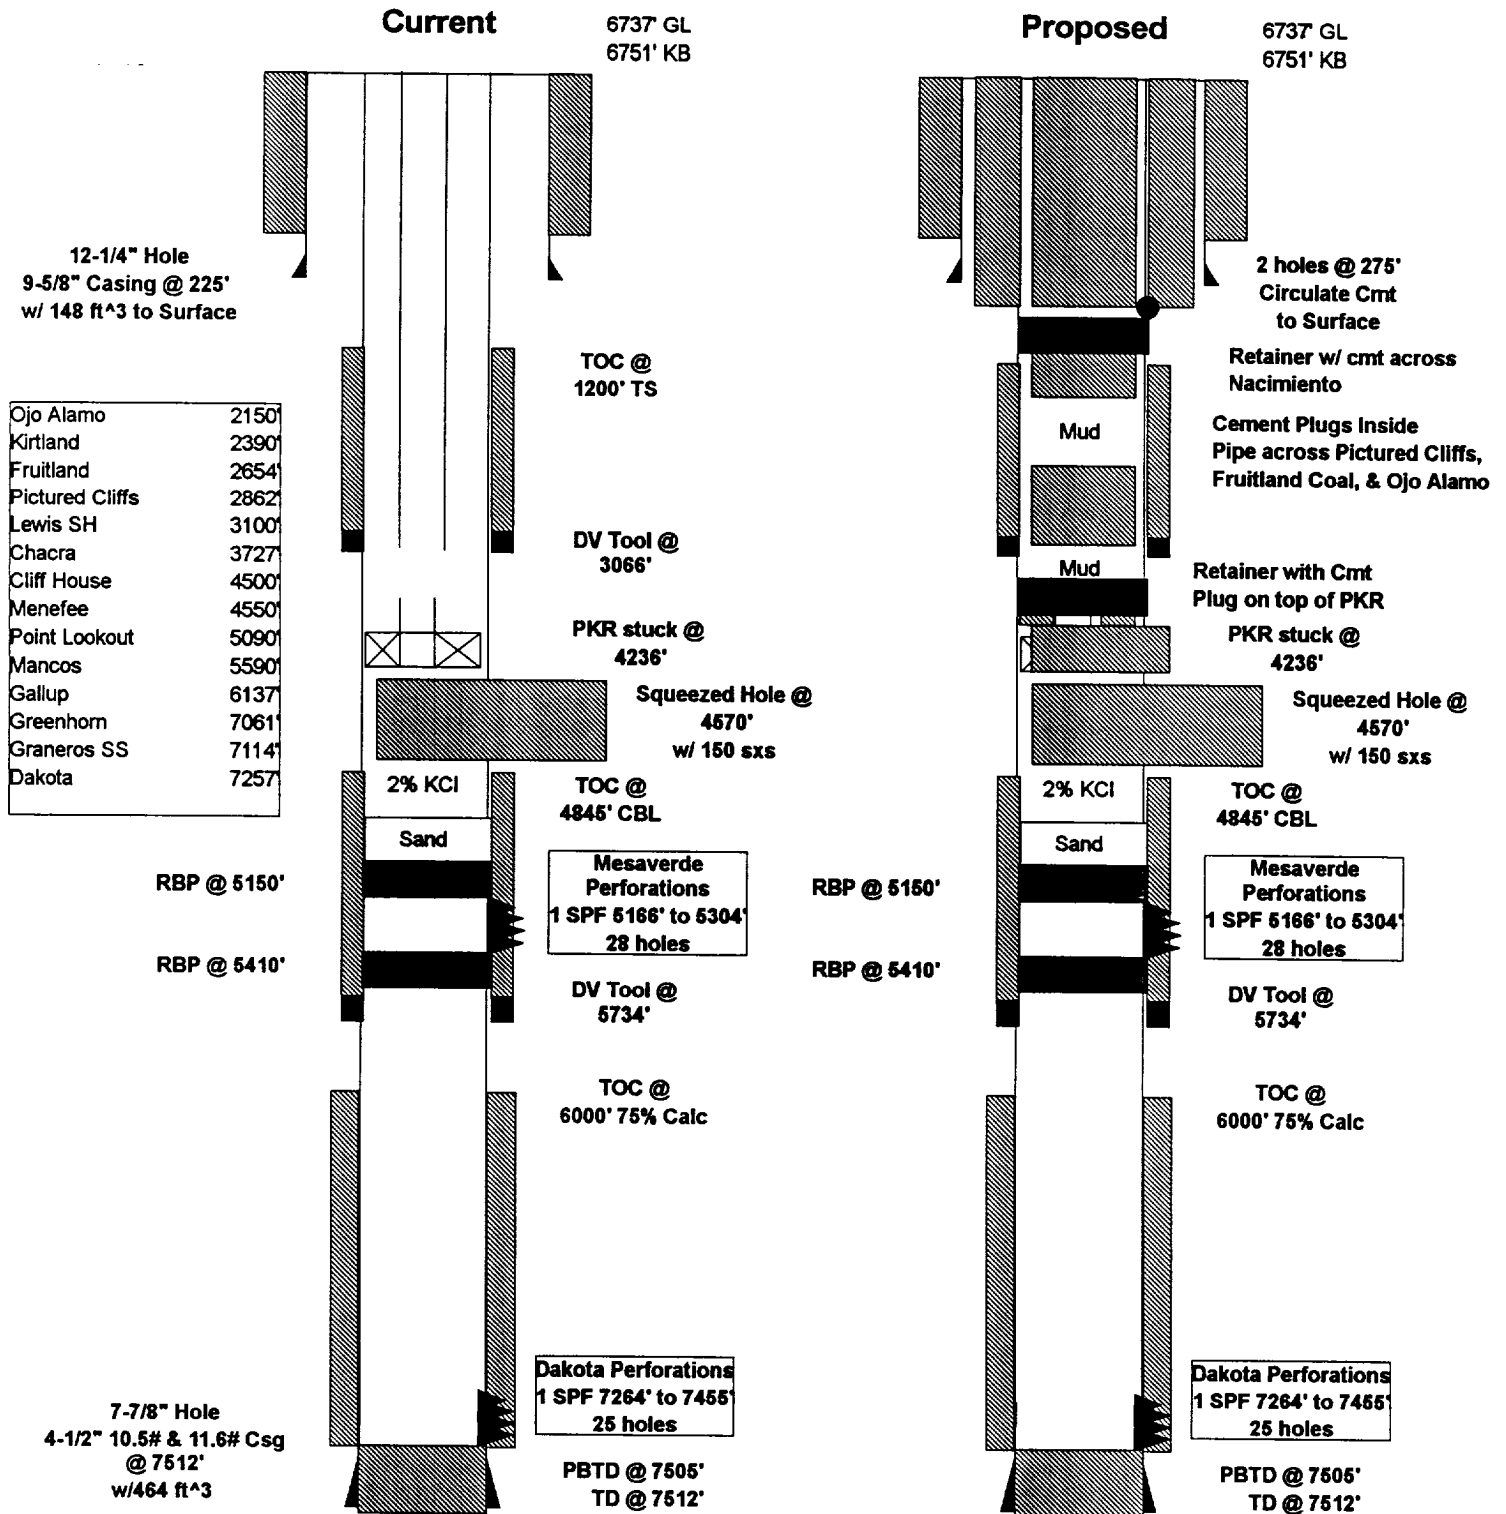 Current
6737' GL
6751' KB
12-1/4" Hole
9-5/8" Casing @ 225'
w/ 148 ft^3 to Surface
TOC @
1200' TS
Ojo Alamo 2150'
Kirtland 2390'
Fruitland 2654'
Pictured Cliffs 2862'
Lewis SH 3100'
Chacra 3727'
Cliff House 4500'
Menefee 4550'
Point Lookout 5090'
Mancos 5590'
Gallup 6137'
Greenhorn 7061'
Graneros SS 7114'
Dakota 7257'
DV Tool @
3066'
PKR stuck @
4236'
Squeezed Hole @
4570'
w/ 150 sxs
2% KCl
TOC @
4845' CBL
Sand
RBP @ 5150'
Mesaverde
Perforations
1 SPF 5166' to 5304'
28 holes
RBP @ 5410'
DV Tool @
5734'
TOC @
6000' 75% Calc
Dakota Perforations
1 SPF 7264' to 7455'
25 holes
7-7/8" Hole
4-1/2" 10.5# & 11.6# Csg
@ 7512'
w/464 ft^3
PBTD @ 7505'
TD @ 7512'
Proposed
6737' GL
6751' KB
2 holes @ 275'
Circulate Cmt
to Surface
Retainer w/ cmt across
Nacimiento
Mud
Cement Plugs Inside
Pipe across Pictured Cliffs,
Fruitland Coal, & Ojo Alamo
Mud
Retainer with Cmt
Plug on top of PKR
PKR stuck @
4236'
Squeezed Hole @
4570'
w/ 150 sxs
2% KCl
TOC @
4845' CBL
Sand
RBP @ 5150'
Mesaverde
Perforations
1 SPF 5166' to 5304'
28 holes
RBP @ 5410'
DV Tool @
5734'
TOC @
6000' 75% Calc
Dakota Perforations
1 SPF 7264' to 7455'
25 holes
PBTD @ 7505'
TD @ 7512'